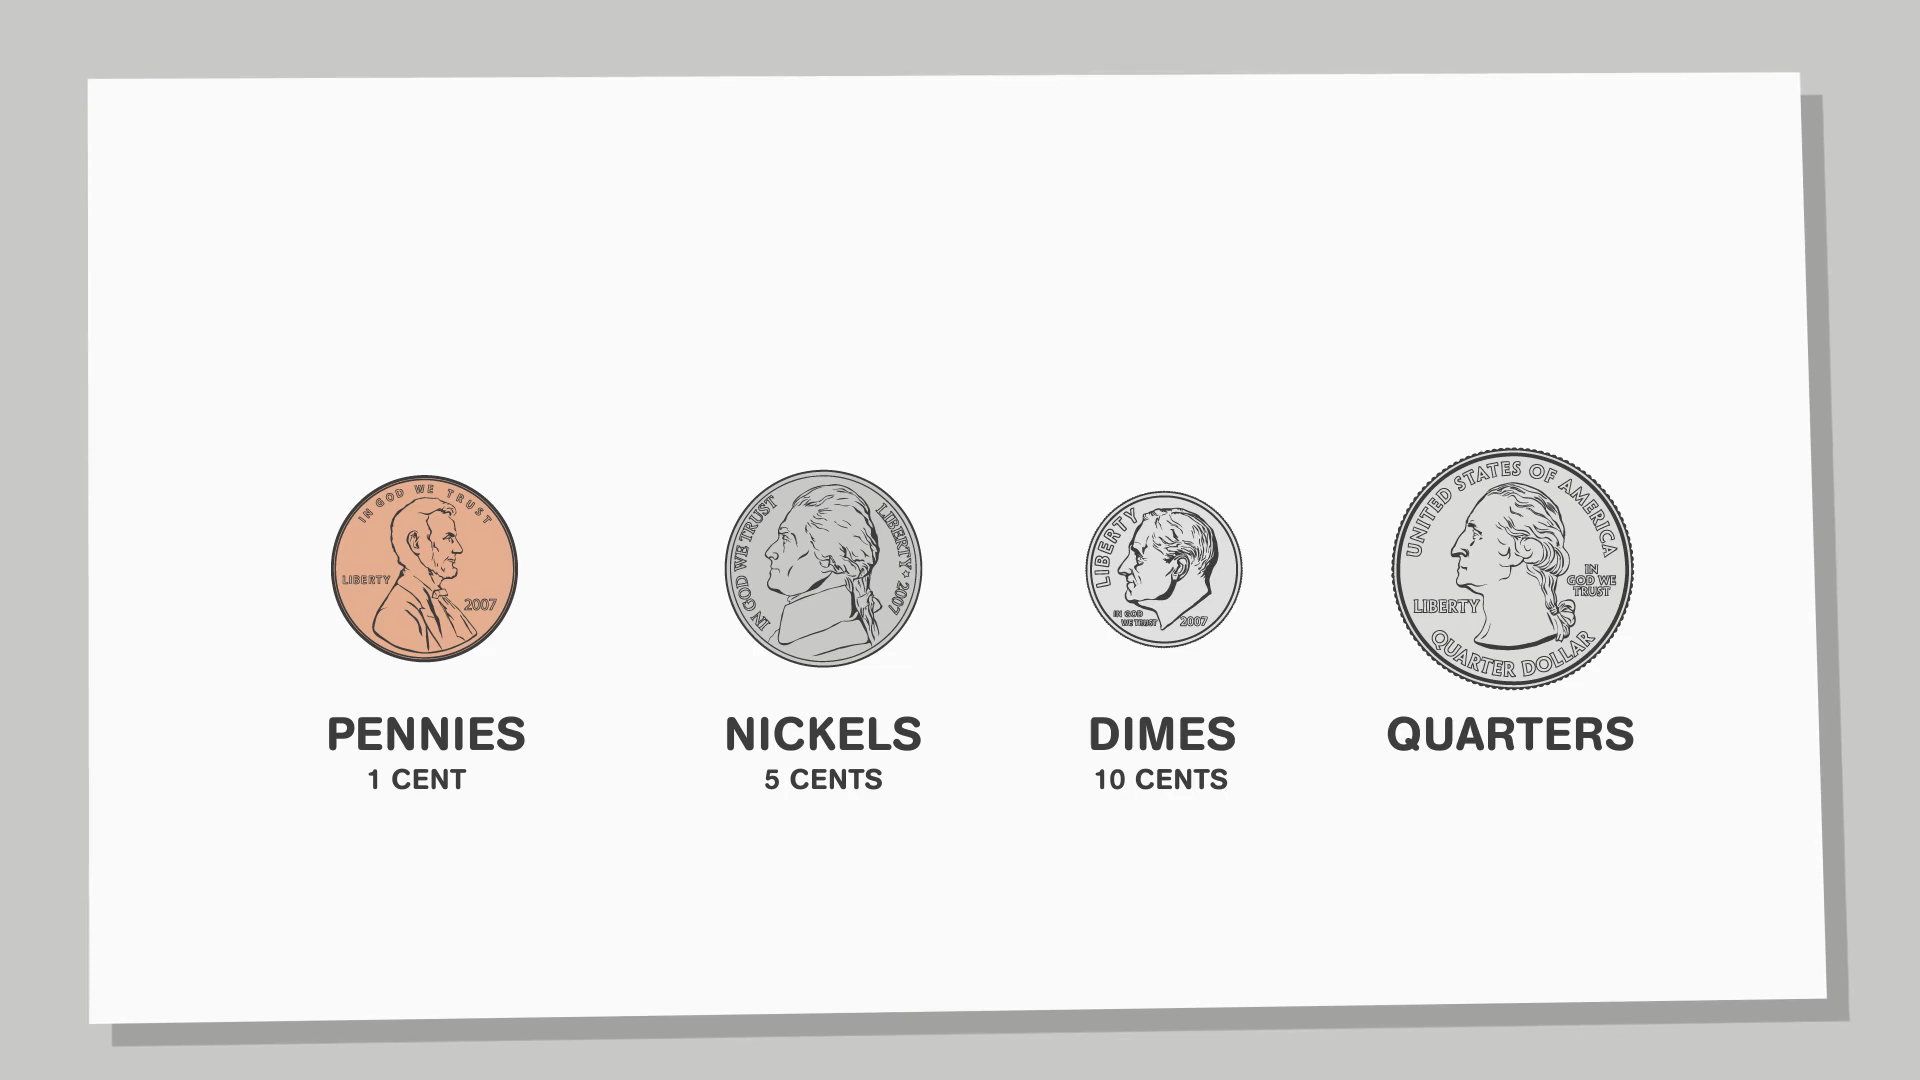 IN GOD WE TRUST
LIBERTY
2007
IN GOD WE TRUST
LIBERTY ☆ 2007
LIBERTY
IN GOD
WE TRUST
2007
UNITED STATES OF AMERICA
LIBERTY
IN
GOD WE
TRUST
QUARTER DOLLAR
PENNIES
1 CENT
NICKELS
5 CENTS
DIMES
10 CENTS
QUARTERS